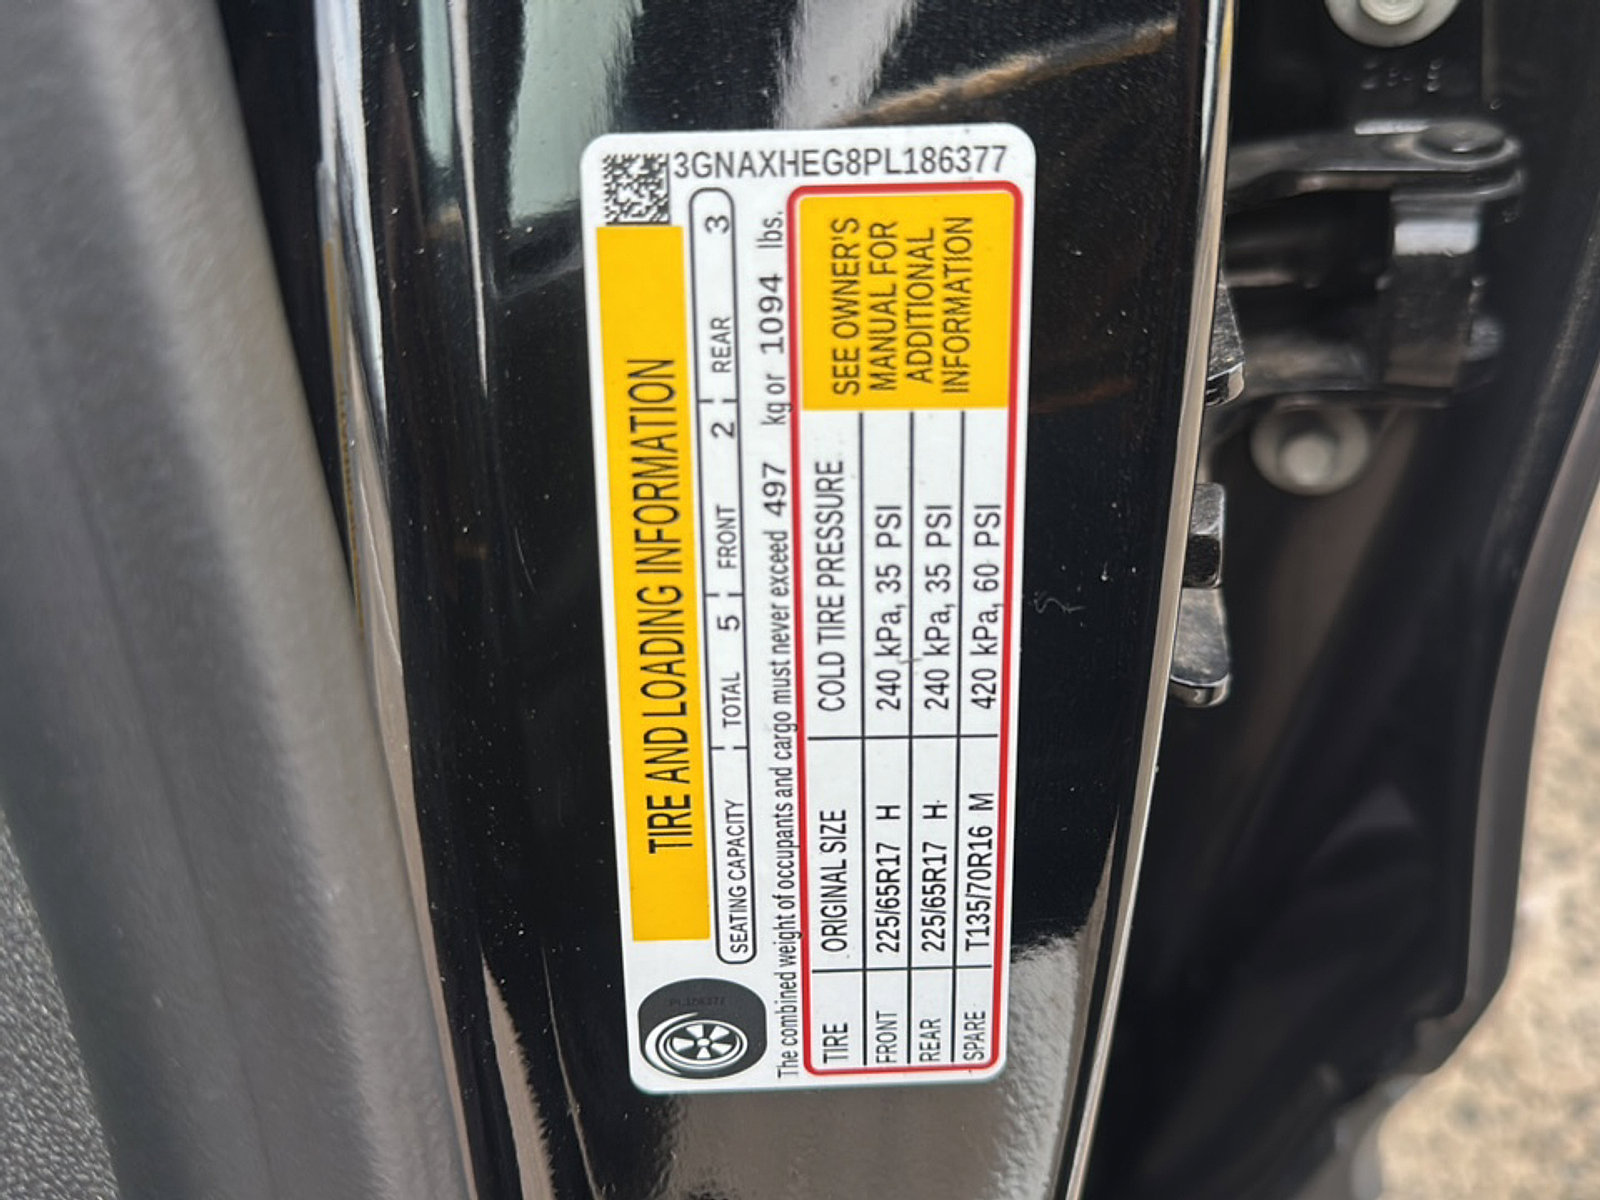 3GNAXHEG8PL186377
TIRE AND LOADING INFORMATION
SEATING CAPACITY TOTAL 5 FRONT 2 REAR 3
The combined weight of occupants and cargo must never exceed 497 kg or 1094 lbs.
TIRE ORIGINAL SIZE COLD TIRE PRESSURE
FRONT 225/65R17 H 240 kPa, 35 PSI
REAR 225/65R17 H 240 kPa, 35 PSI
SPARE T135/70R16 M 420 kPa, 60 PSI
SEE OWNER'S
MANUAL FOR
ADDITIONAL
INFORMATION
PL186377